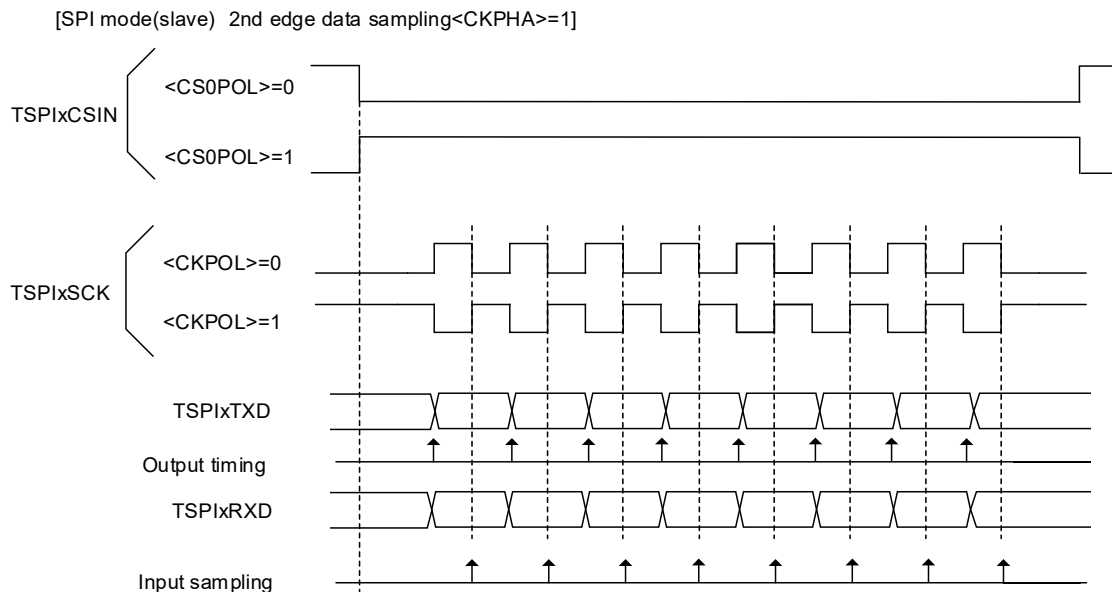 [SPI mode(slave) 2nd edge data sampling<CKPHA>=1]
<CS0POL>=0
TSPIxCSIN
<CS0POL>=1
<CKPOL>=0
TSPIxSCK
<CKPOL>=1
TSPIxTXD
Output timing
TSPIxRXD
Input sampling